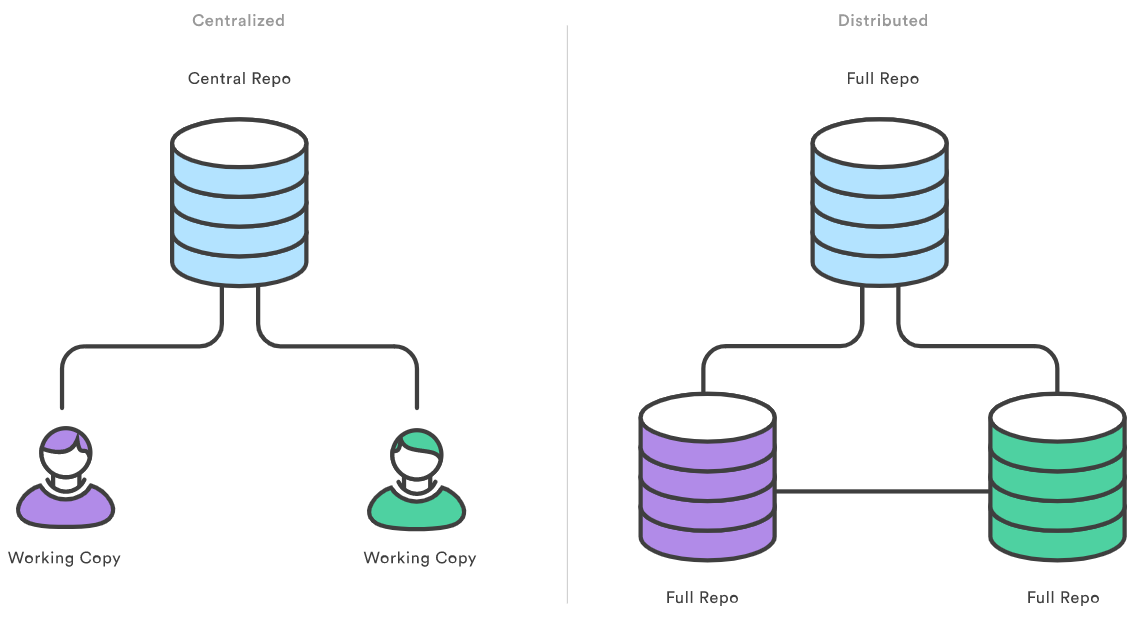 Centralized
Central Repo
Working Copy
Working Copy
Distributed
Full Repo
Full Repo
Full Repo